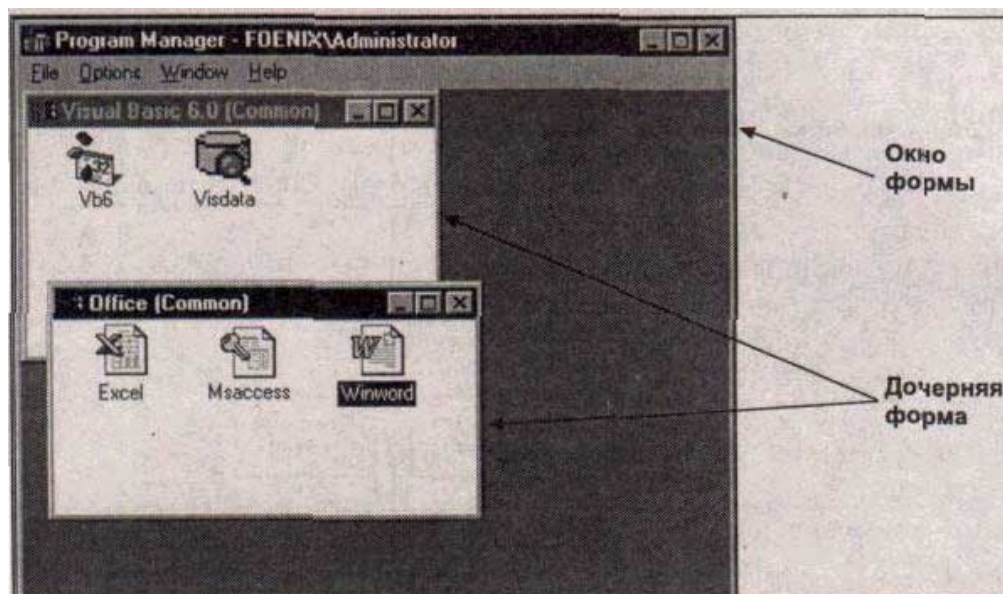 Program Manager - FOENIX\Administrator
File Options Window Help
Visual Basic 6.0 (Common)
Vb6 Visdata
Окно
формы
Office (Common)
Excel Msaccess Winword
Дочерняя
форма